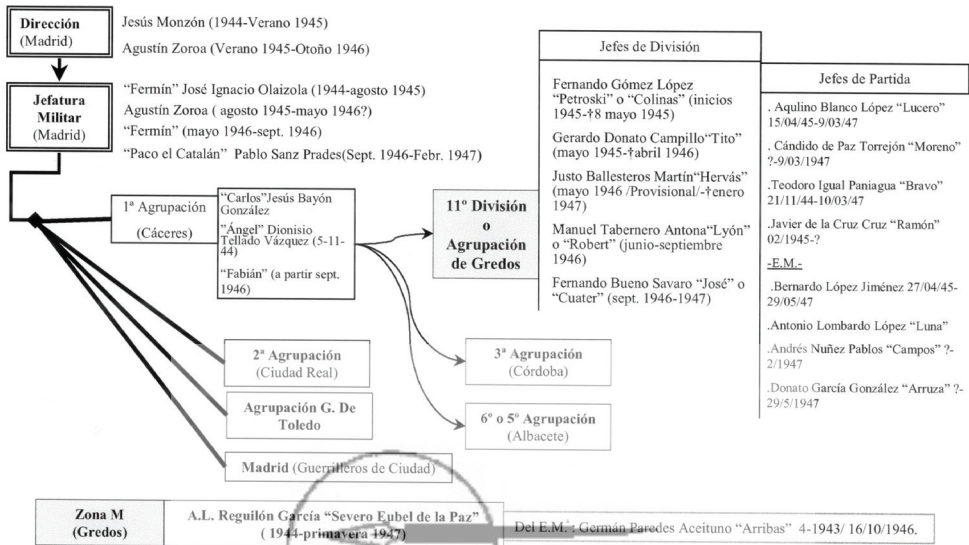 Dirección
(Madrid)
Jesús Monzón (1944-Verano 1945)
Agustín Zoroa (Verano 1945-Otoño 1946)
Jefatura
Militar
(Madrid)
“Fermín” José Ignacio Olaizola (1944-agosto 1945)
Agustín Zoroa ( agosto 1945-mayo 1946?)
“Fermín” (mayo 1946-sept. 1946)
“Paco el Catalán” Pablo Sanz Prades(Sept. 1946-Febr. 1947)
1ª Agrupación
(Cáceres)
“Carlos”Jesús Bayón
González
”Ángel” Dionisio
Tellado Vázquez (5-11-
44)
“Fabián” (a partir sept.
1946)
11º División
o
Agrupación
de Gredos
Jefes de División
Fernando Gómez López
“Petroski” o “Colinas” (inicios
1945-†8 mayo 1945)
Gerardo Donato Campillo“Tito”
(mayo 1945-†abril 1946)
Justo Ballesteros Martín“Hervás”
(mayo 1946 /Provisional/-†enero
1947)
Manuel Tabernero Antona“Lyón”
o “Robert” (junio-septiembre
1946)
Fernando Bueno Savaro “José” o
“Cuater” (sept. 1946-1947)
Jefes de Partida
. Aqulino Blanco López “Lucero”
15/04/45-9/03/47
. Cándido de Paz Torrejón “Moreno”
?-9/03/1947
.Teodoro Igual Paniagua “Bravo”
21/11/44-10/03/47
.Javier de la Cruz Cruz “Ramón”
02/1945-?
-E.M.-
.Bernardo López Jiménez 27/04/45-
29/05/47
.Antonio Lombardo López “Luna”
.Andrés Nuñez Pablos “Campos” ?-
2/1947
.Donato García González “Arruza” ?-
29/5/1947
2ª Agrupación
(Ciudad Real)
Agrupación G. De
Toledo
Madrid (Guerrilleros de Ciudad)
3ª Agrupación
(Córdoba)
6º o 5º Agrupación
(Albacete)
Zona M
(Gredos)
A.L. Reguilón García “Severo Eubel de la Paz”
( 1944-primavera 1947)
Del E.M. : Germán Paredes Aceituno “Arribas” 4-1943/ 16/10/1946.